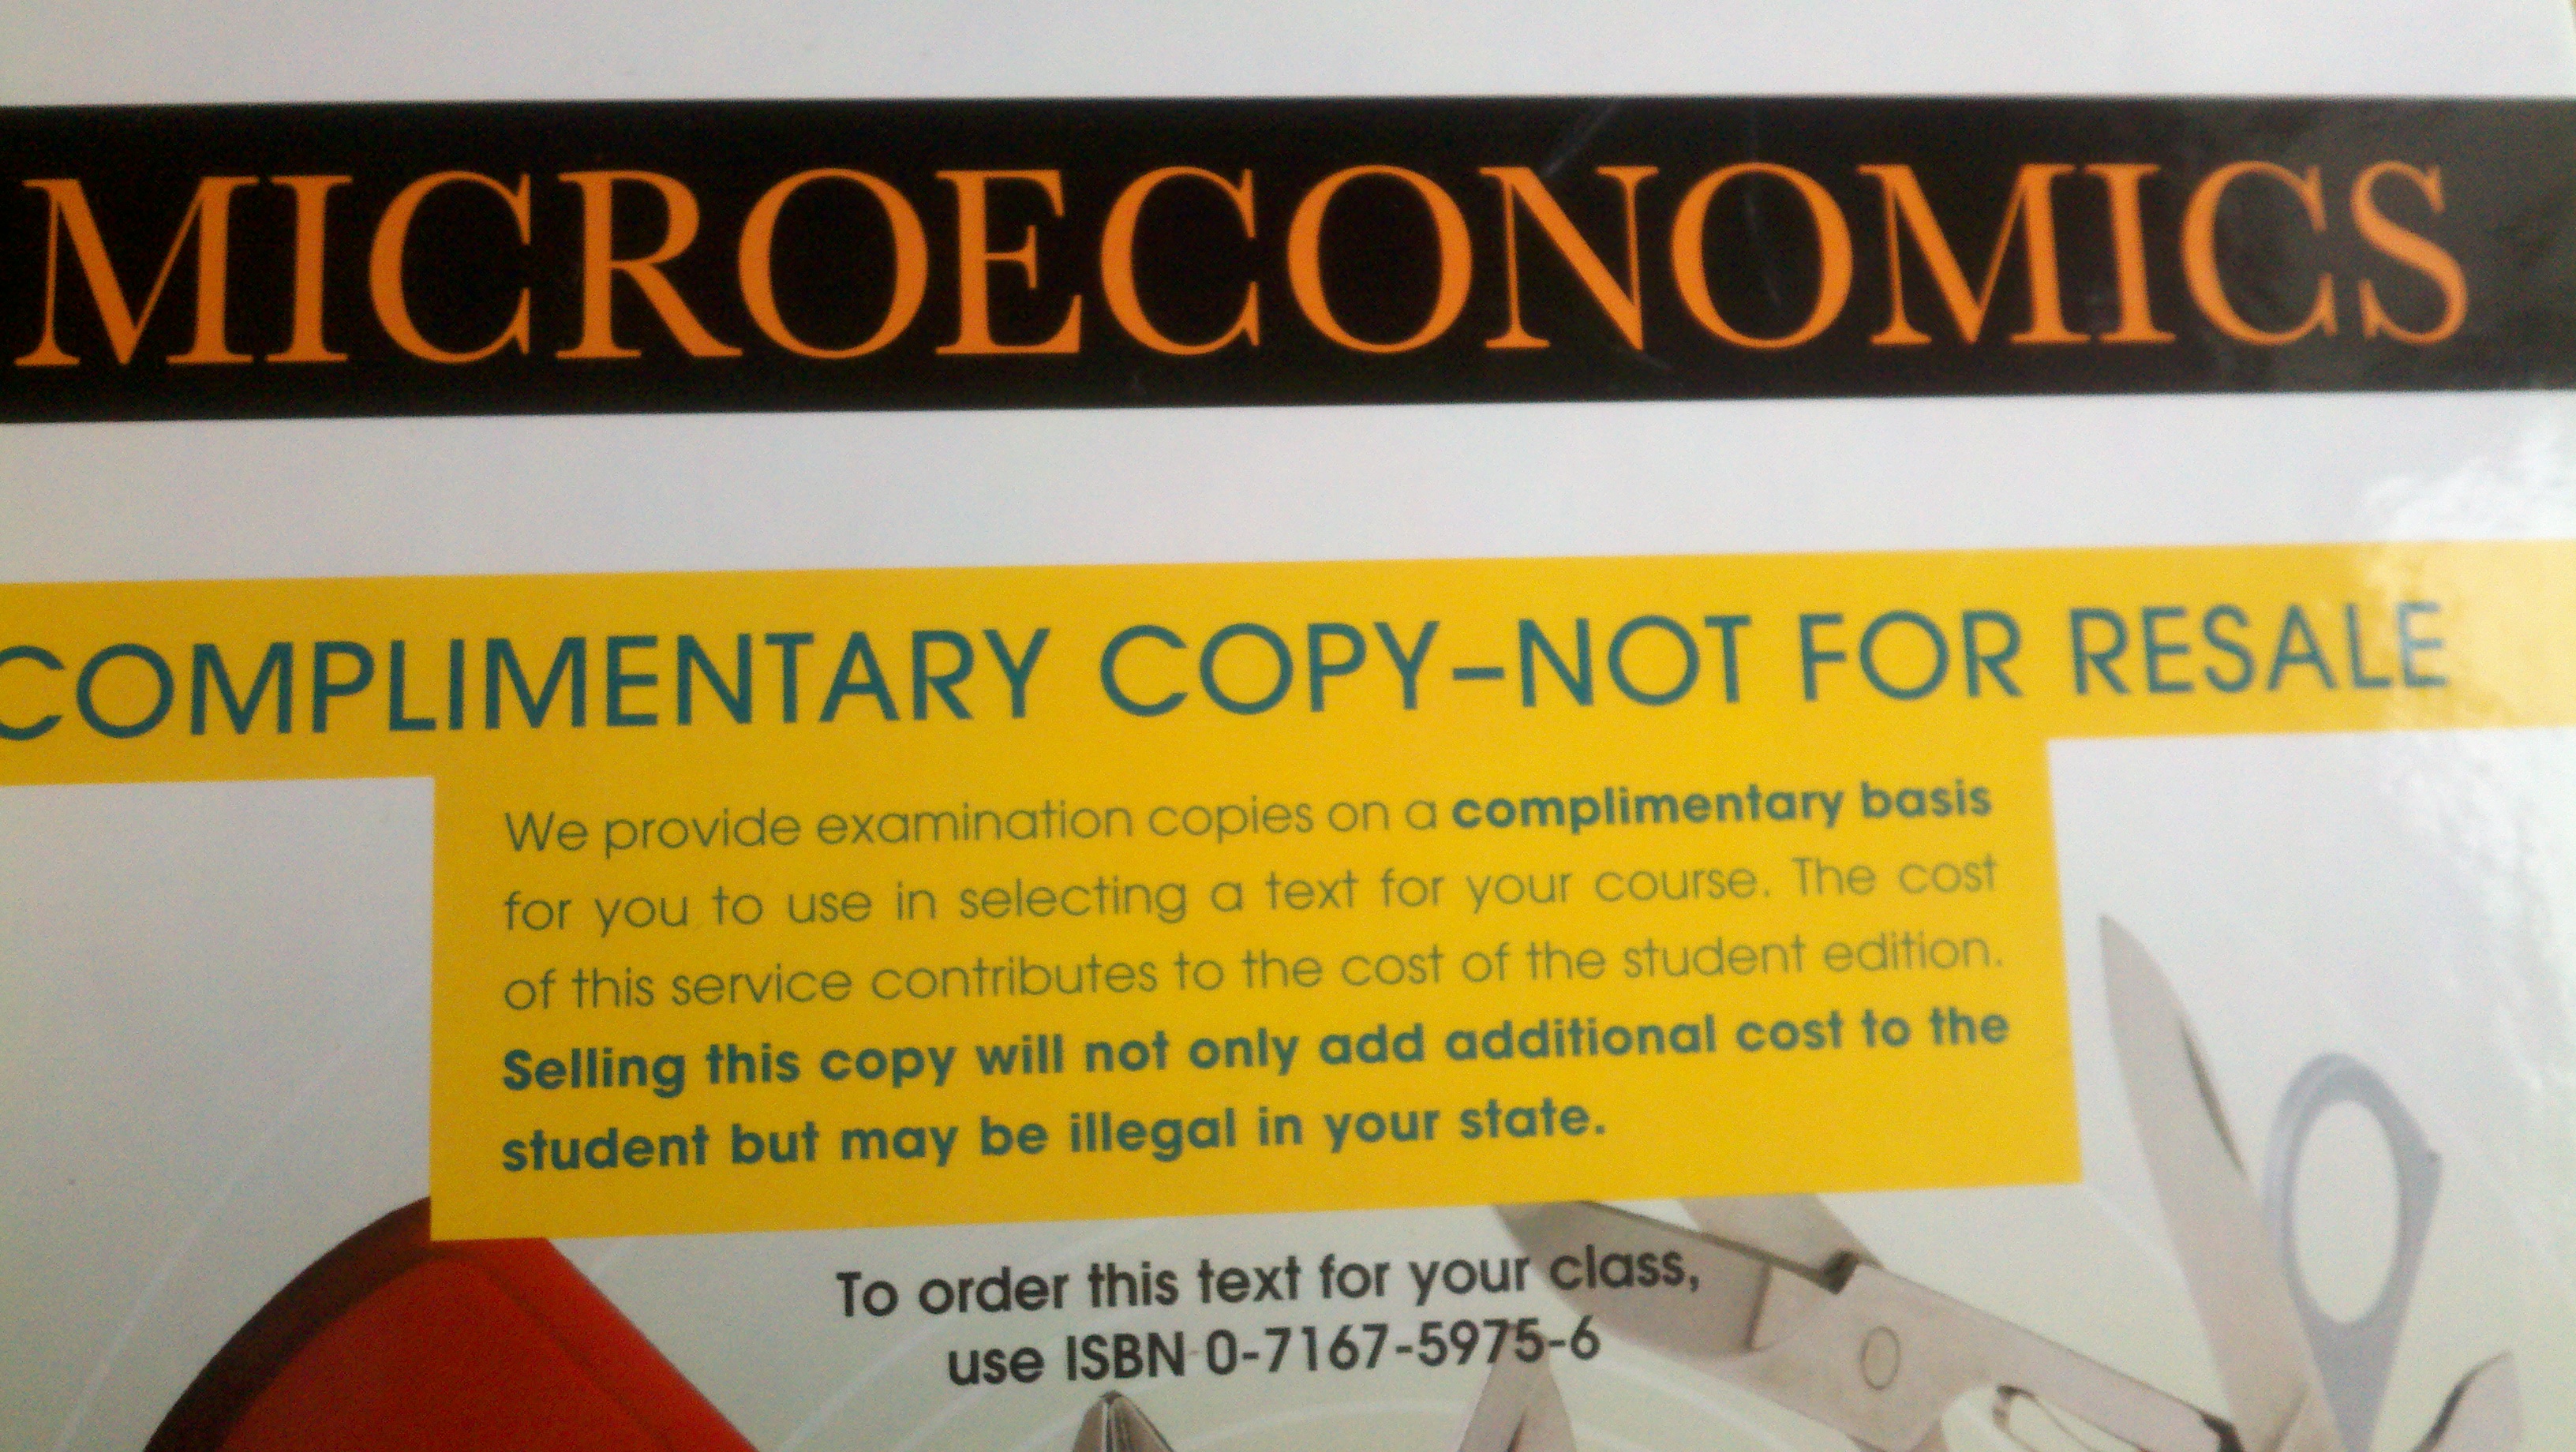 MICROECONOMICS
COMPLIMENTARY COPY–NOT FOR RESALE
We provide examination copies on a complimentary basis
for you to use in selecting a text for your course. The cost
of this service contributes to the cost of the student edition.
Selling this copy will not only add additional cost to the
student but may be illegal in your state.
To order this text for your class,
use ISBN 0-7167-5975-6